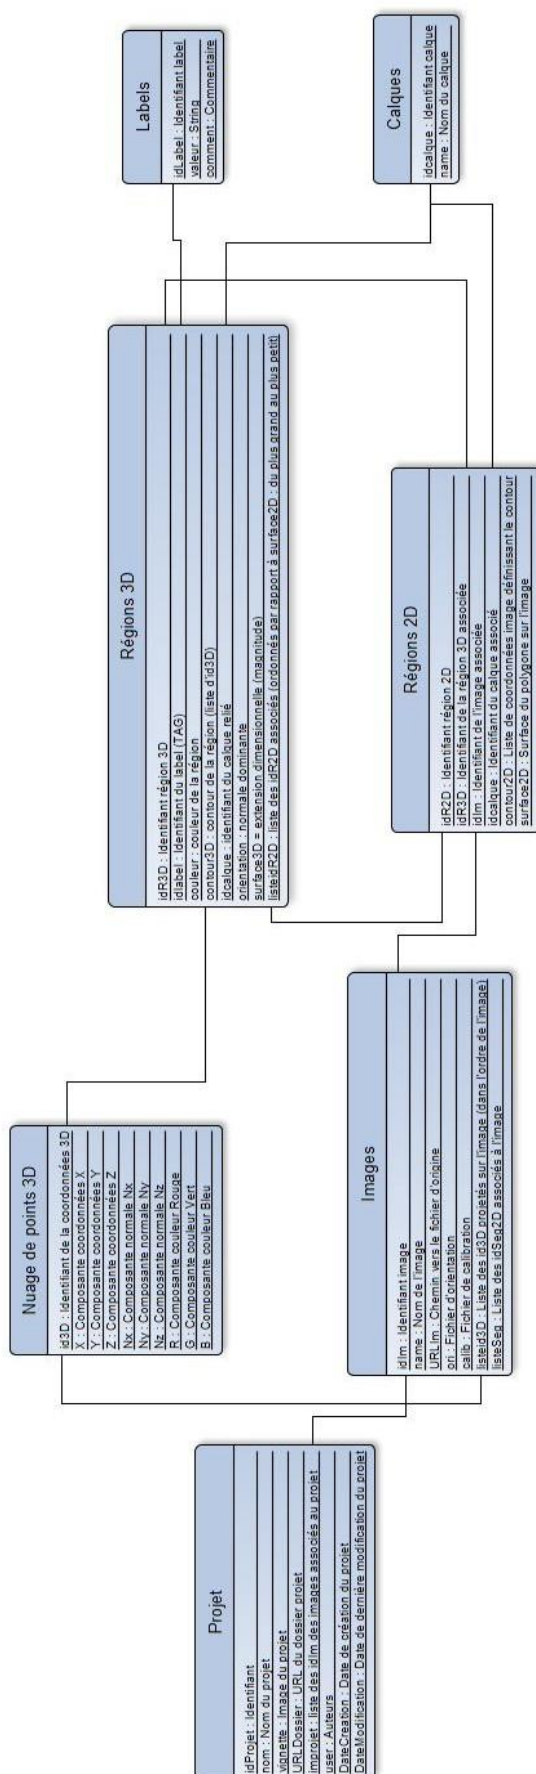 Projet
idProjet : Identifiant
nom : Nom du projet
vignette : Image du projet
URLDossier : URL du dossier projet
improjet : liste des idIm des images associés au projet
user : Auteurs
DateCreation : Date de création du projet
DateModification : Date de dernière modification du projet
Nuage de points 3D
id3D : Identifiant de la coordonnées 3D
X : Composante coordonnées X
Y : Composante coordonnées Y
Z : Composante coordonnées Z
Nx : Composante normale Nx
Ny : Composante normale Ny
Nz : Composante normale Nz
R : Composante couleur Rouge
G : Composante couleur Vert
B : Composante couleur Bleu
Images
idIm : Identifiant image
name : Nom de l'image
URLIm : Chemin vers le fichier d'origine
ori : Fichier d'orientation
calib : Fichier de calibration
listeId3D : Liste des id3D projetés sur l'image (dans l'ordre de l'image)
listeSeg : Liste des idSeg2D associés à l'image
Régions 3D
idR3D : Identifiant région 3D
idlabel : Identifiant du label (TAG)
couleur : couleur de la région
contour3D : contour de la région (liste d'id3D)
idcalque : identifiant du calque relié
orientation : normale dominante
surface3D = extension dimensionnelle (magnitude)
listeidR2D : liste des idR2D associés (ordonnés par rapport à surface2D : du plus grand au plus petit)
Régions 2D
idR2D : Identifiant région 2D
idR3D : Identifiant de la région 3D associée
idIm : Identifiant de l'image associée
idcalque : Identifiant du calque associé
contour2D : Liste de coordonnées image définissant le contour
surface2D : Surface du polygone sur l'image
Labels
idLabel : Identifiant label
valeur : String
comment : Commentaire
Calques
idcalque : Identifiant calque
name : Nom du calque